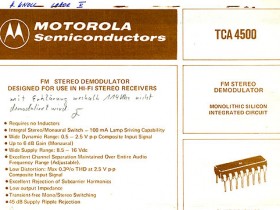 MOTOROLA
Semiconductors
TCA 4500
FM STEREO DEMODULATOR
DESIGNED FOR USE IN HI-FI STEREO RECEIVERS
mit
nicht
demoduliert wird
FM STEREO
DEMODULATOR
MONOLITHIC SILICON
INTEGRATED CIRCUIT
• Requires no Inductors
• Integral Stereo/Monaural Switch – 100 mA Lamp Driving Capability
• Wide Dynamic Range: 0.5 – 2.5 V p-p Composite Input Signal
• Up to 6 dB Gain (Monaural)
• Wide Supply Range: 8.5 – 16 Vdc
• Excellent Channel Separation Maintained Over Entire Audio
Frequency Range (Adjustable).
• Low Distortion: Max 0.3% THD at 2.5 V p-p
Composite Input Signal
• Excellent Rejection of Subcarrier Harmonics
• Low output Impedance
• Transient-free Mono/Stereo Switching
• 45 dB Supply Ripple Rejection